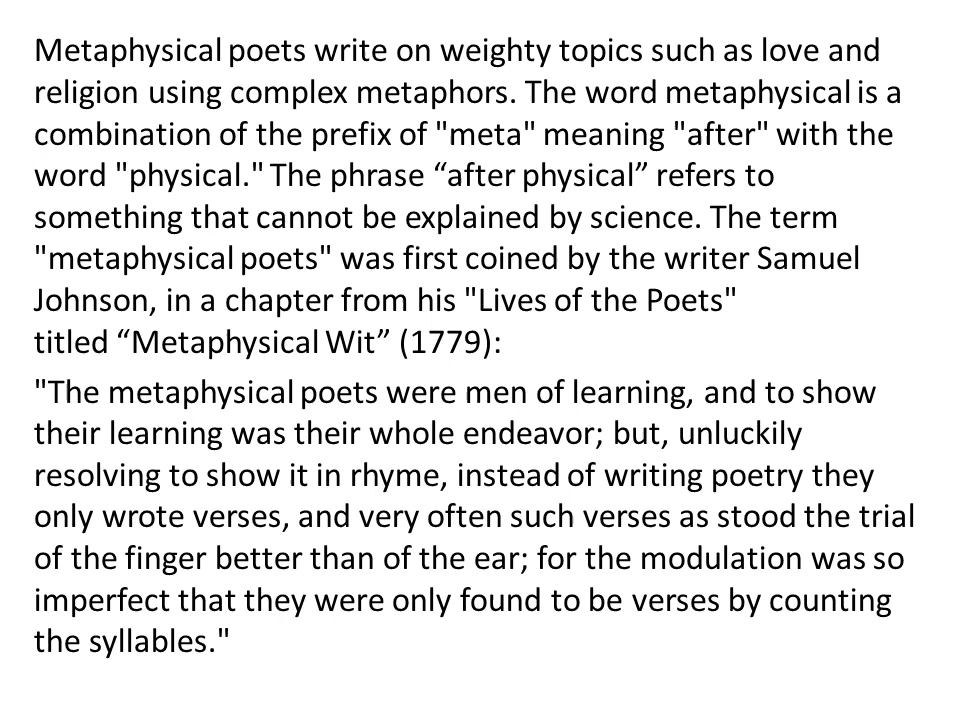 Metaphysical poets write on weighty topics such as love and
religion using complex metaphors. The word metaphysical is a
combination of the prefix of "meta" meaning "after" with the
word "physical." The phrase “after physical” refers to
something that cannot be explained by science. The term
"metaphysical poets" was first coined by the writer Samuel
Johnson, in a chapter from his "Lives of the Poets"
titled “Metaphysical Wit” (1779):
"The metaphysical poets were men of learning, and to show
their learning was their whole endeavor; but, unluckily
resolving to show it in rhyme, instead of writing poetry they
only wrote verses, and very often such verses as stood the trial
of the finger better than of the ear; for the modulation was so
imperfect that they were only found to be verses by counting
the syllables."